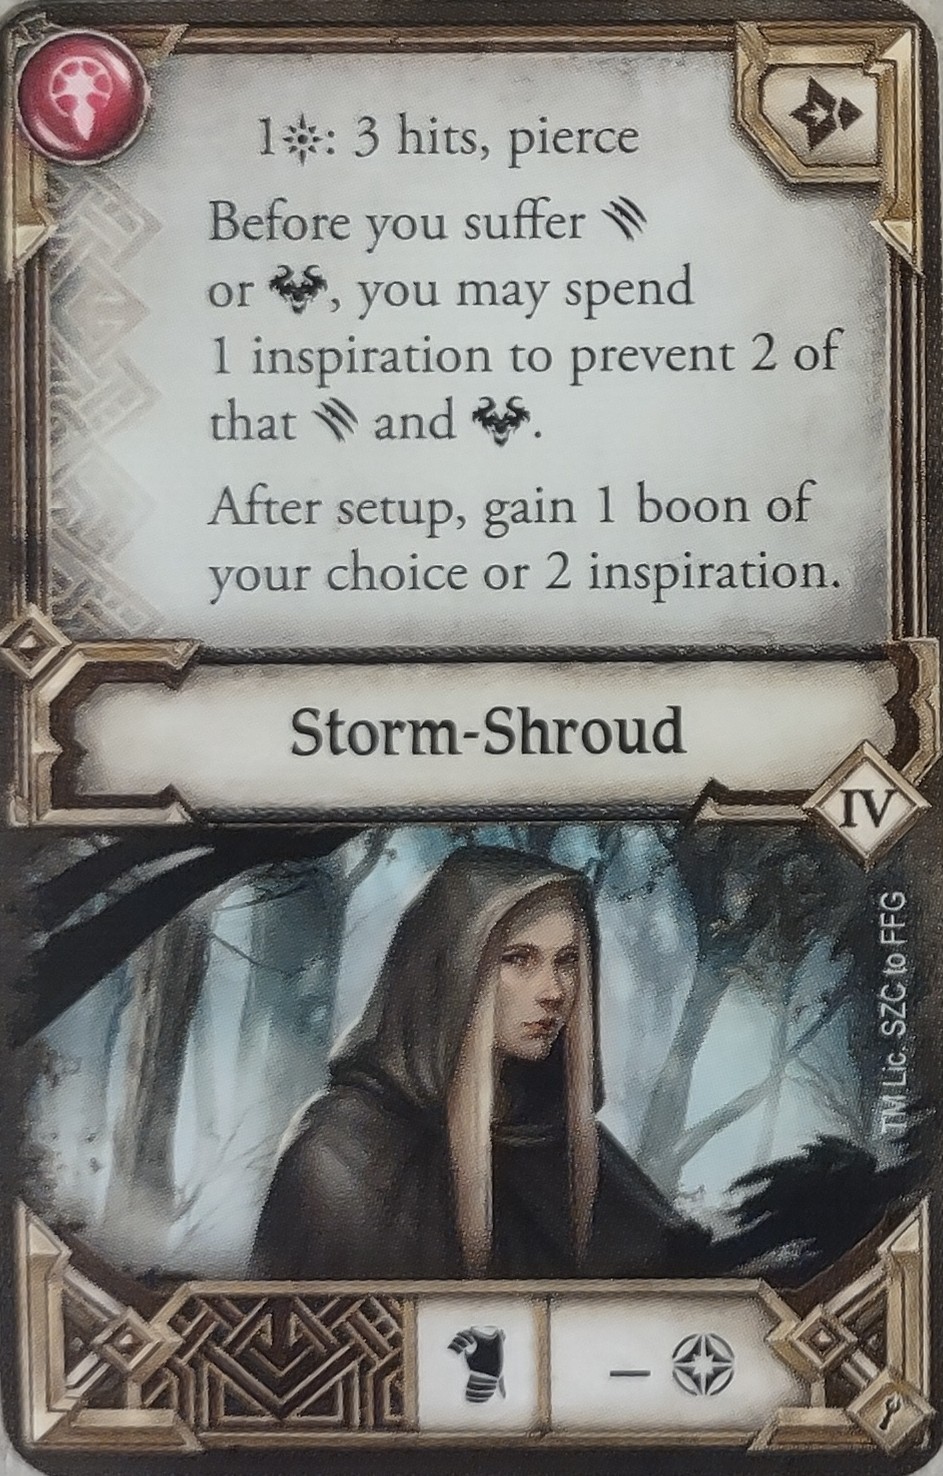 1 : 3 hits, pierce
Before you suffer
or , you may spend
1 inspiration to prevent 2 of
that and .
After setup, gain 1 boon of
your choice or 2 inspiration.
Storm-Shroud
IV
TM Lic. SZC to FFG
–